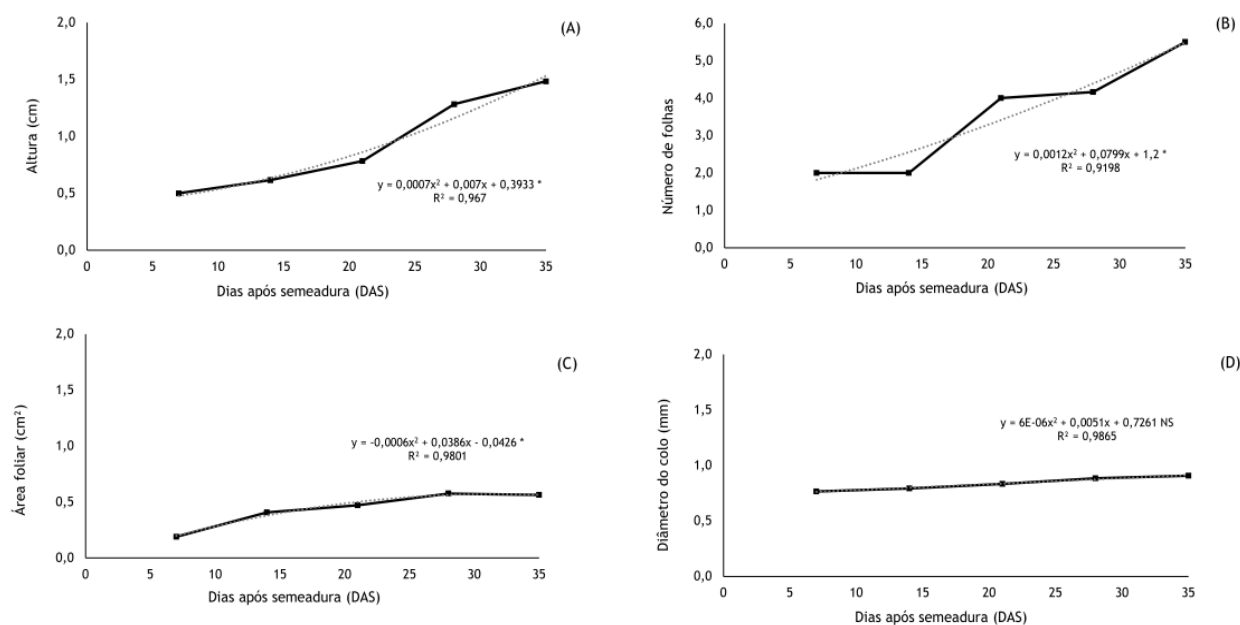 (A)
2,0
1,5
1,0
0,5
0,0
Altura (cm)
y = 0,0007x² + 0,007x + 0,3933 *
R² = 0,967
0 5 10 15 20 25 30 35
Dias após semeadura (DAS)
(B)
6,0
5,0
4,0
3,0
2,0
1,0
0,0
Número de folhas
y = 0,0012x² + 0,0799x + 1,2 *
R² = 0,9198
0 5 10 15 20 25 30 35
Dias após semeadura (DAS)
(C)
2,0
1,5
1,0
0,5
0,0
Área foliar (cm²)
y = -0,0006x² + 0,0386x - 0,0426 *
R² = 0,9801
0 5 10 15 20 25 30 35
Dias após semeadura (DAS)
(D)
2,0
1,5
1,0
0,5
0,0
Diâmetro do colo (mm)
y = 6E-06x² + 0,0051x + 0,7261 NS
R² = 0,9865
0 5 10 15 20 25 30 35
Dias após semeadura (DAS)